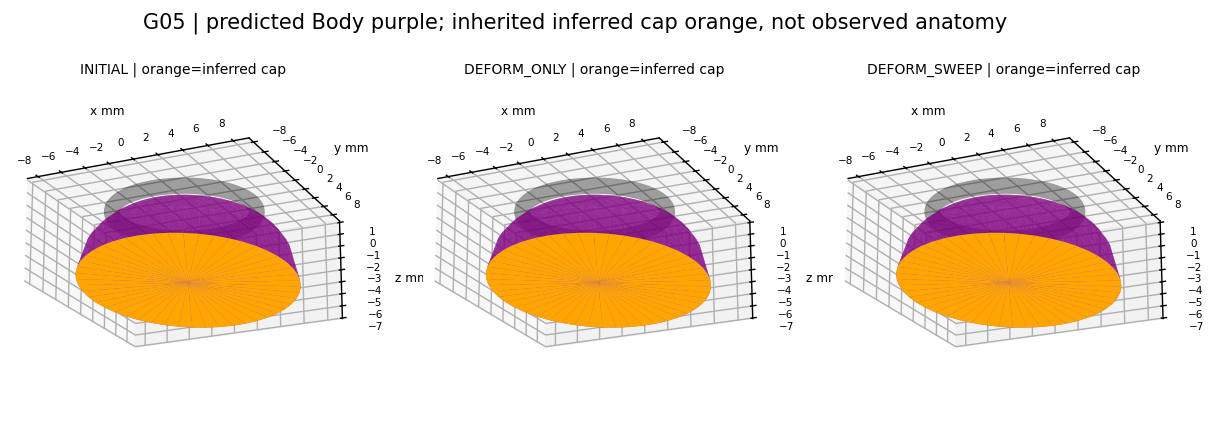 G05 | predicted Body purple; inherited inferred cap orange, not observed anatomy
INITIAL | orange=inferred cap
x mm
−8 −6 −4 −2 0 2 4 6 8
−8 −6 −4 −2 0 2 4 6 8
y mm
1 0 −1 −2 −3 −4 −5 −6 −7
z mm
DEFORM_ONLY | orange=inferred cap
x mm
−8 −6 −4 −2 0 2 4 6 8
−8 −6 −4 −2 0 2 4 6 8
y mm
1 0 −1 −2 −3 −4 −5 −6 −7
z mm
DEFORM_SWEEP | orange=inferred cap
x mm
−8 −6 −4 −2 0 2 4 6 8
−8 −6 −4 −2 0 2 4 6 8
y mm
1 0 −1 −2 −3 −4 −5 −6 −7